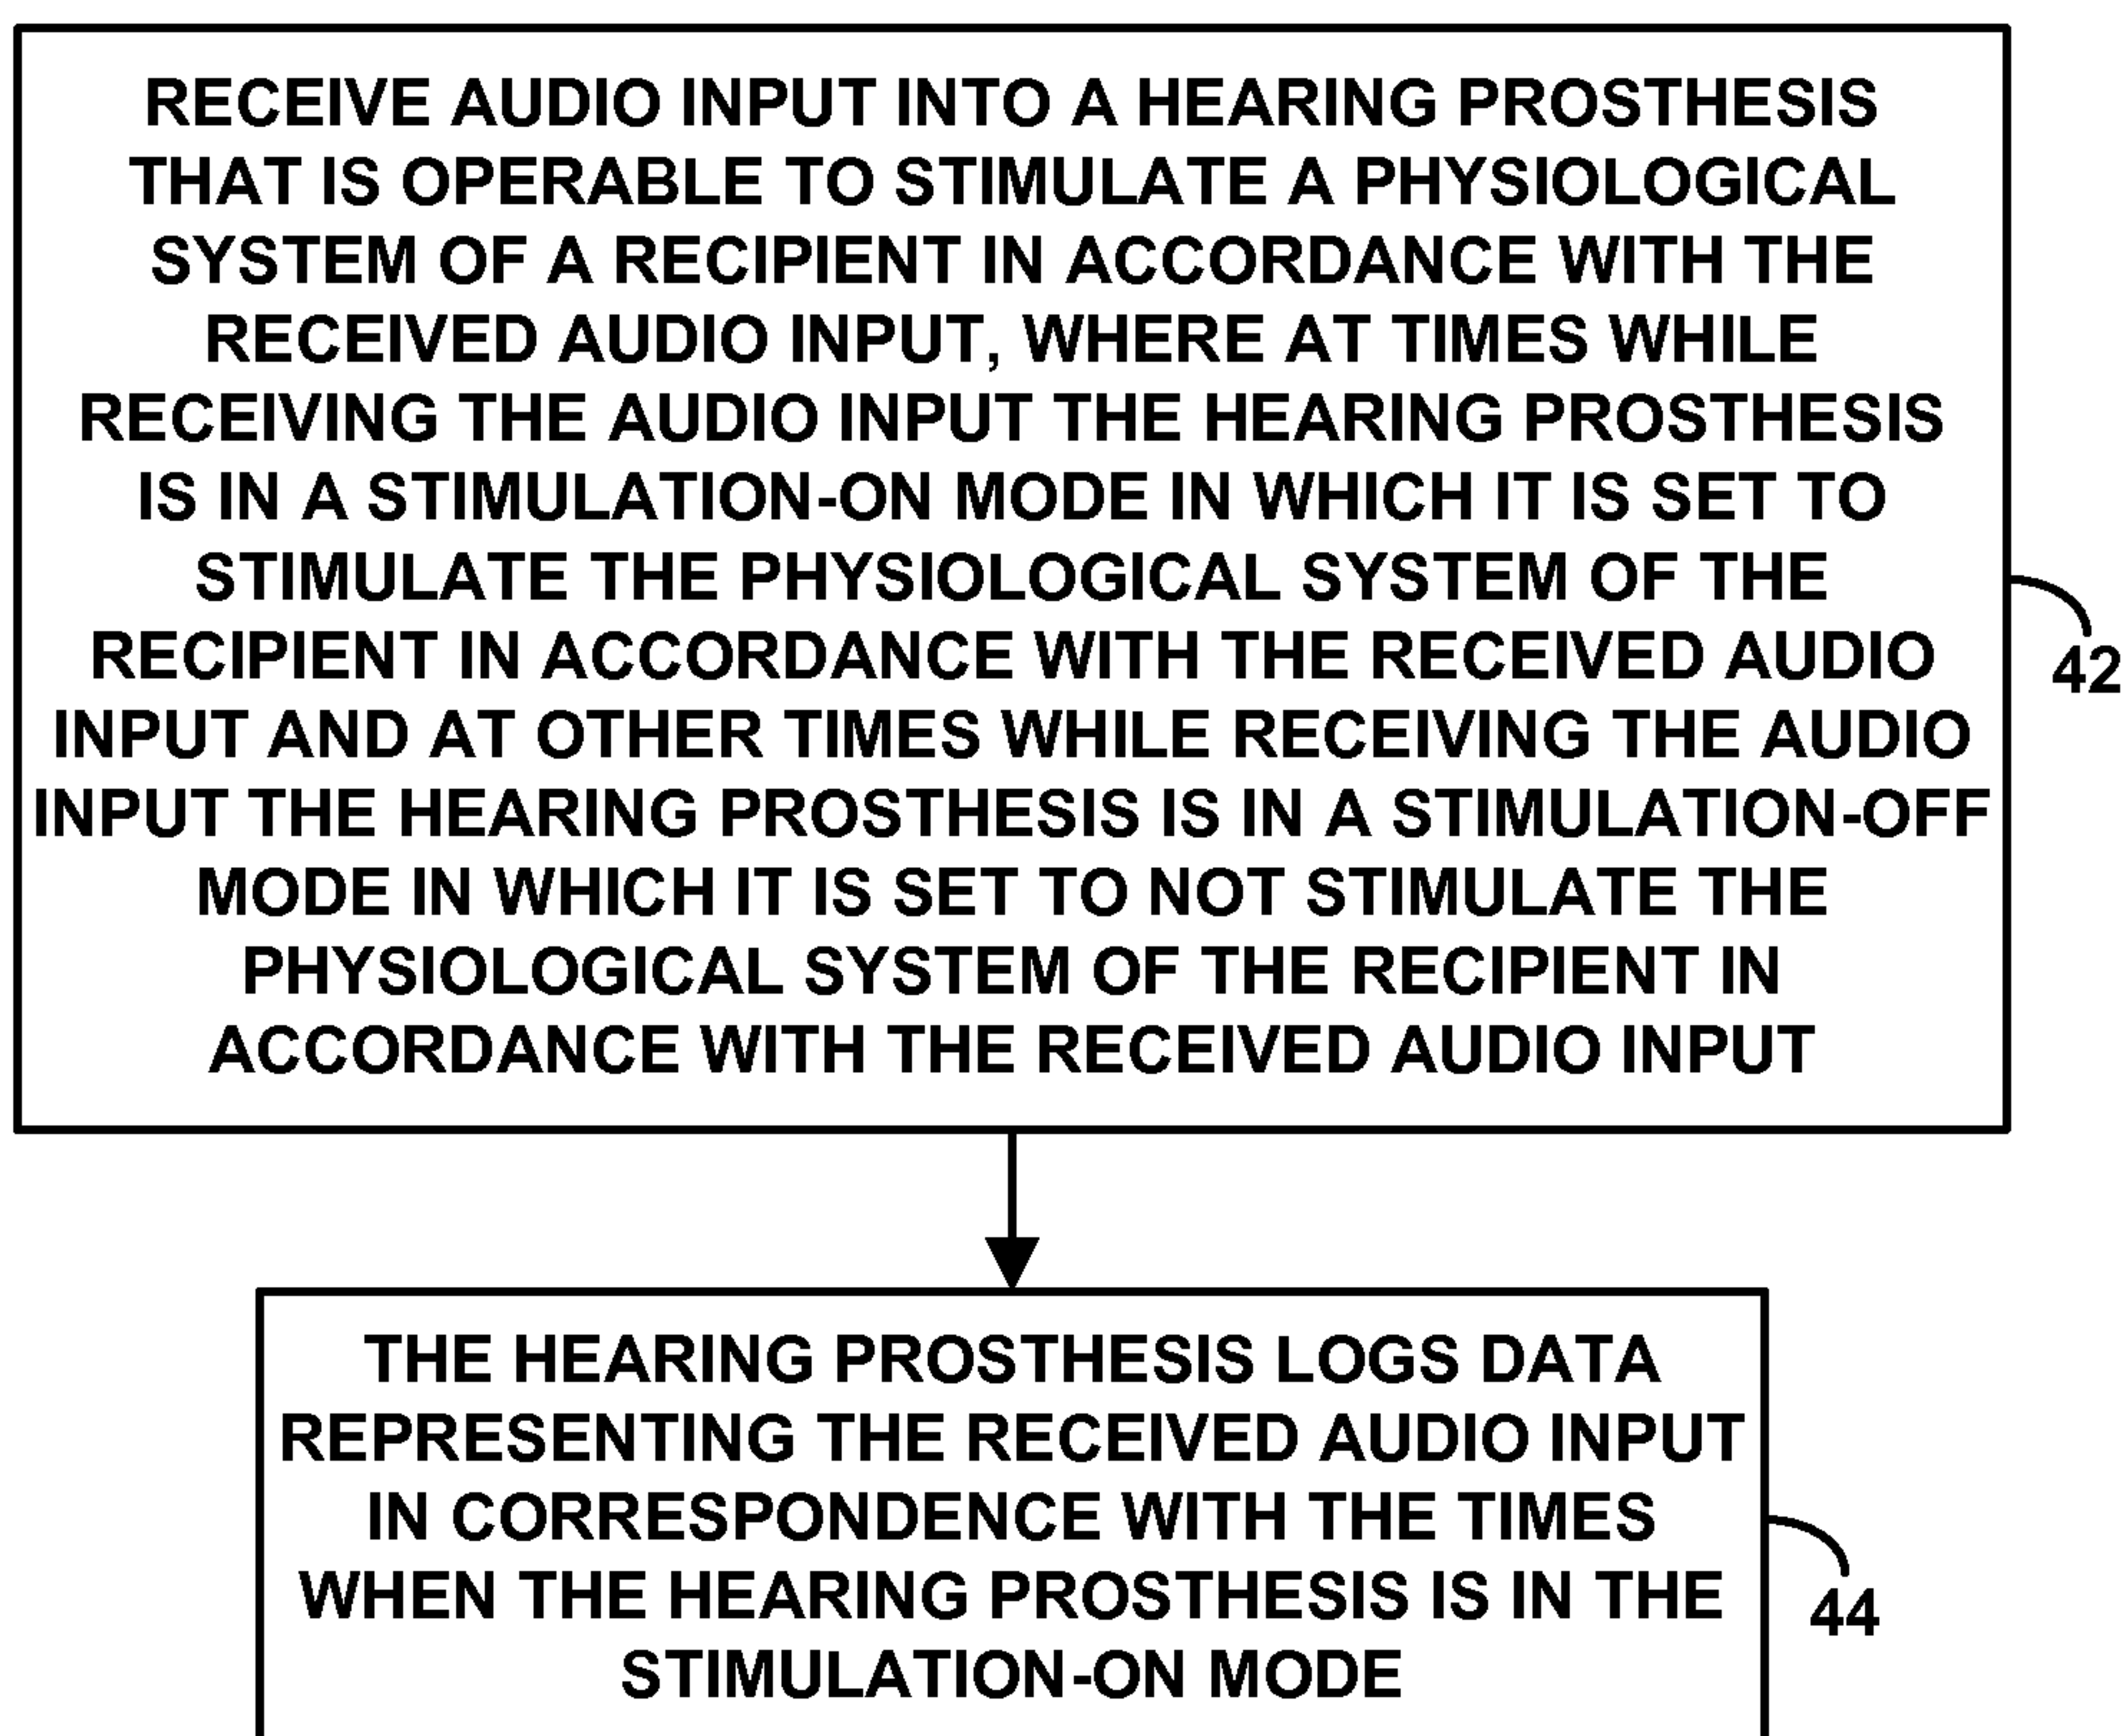 RECEIVE AUDIO INPUT INTO A HEARING PROSTHESIS
THAT IS OPERABLE TO STIMULATE A PHYSIOLOGICAL
SYSTEM OF A RECIPIENT IN ACCORDANCE WITH THE
RECEIVED AUDIO INPUT, WHERE AT TIMES WHILE
RECEIVING THE AUDIO INPUT THE HEARING PROSTHESIS
IS IN A STIMULATION-ON MODE IN WHICH IT IS SET TO
STIMULATE THE PHYSIOLOGICAL SYSTEM OF THE
RECIPIENT IN ACCORDANCE WITH THE RECEIVED AUDIO
INPUT AND AT OTHER TIMES WHILE RECEIVING THE AUDIO
INPUT THE HEARING PROSTHESIS IS IN A STIMULATION-OFF
MODE IN WHICH IT IS SET TO NOT STIMULATE THE
PHYSIOLOGICAL SYSTEM OF THE RECIPIENT IN
ACCORDANCE WITH THE RECEIVED AUDIO INPUT
42
THE HEARING PROSTHESIS LOGS DATA
REPRESENTING THE RECEIVED AUDIO INPUT
IN CORRESPONDENCE WITH THE TIMES
WHEN THE HEARING PROSTHESIS IS IN THE
STIMULATION-ON MODE
44